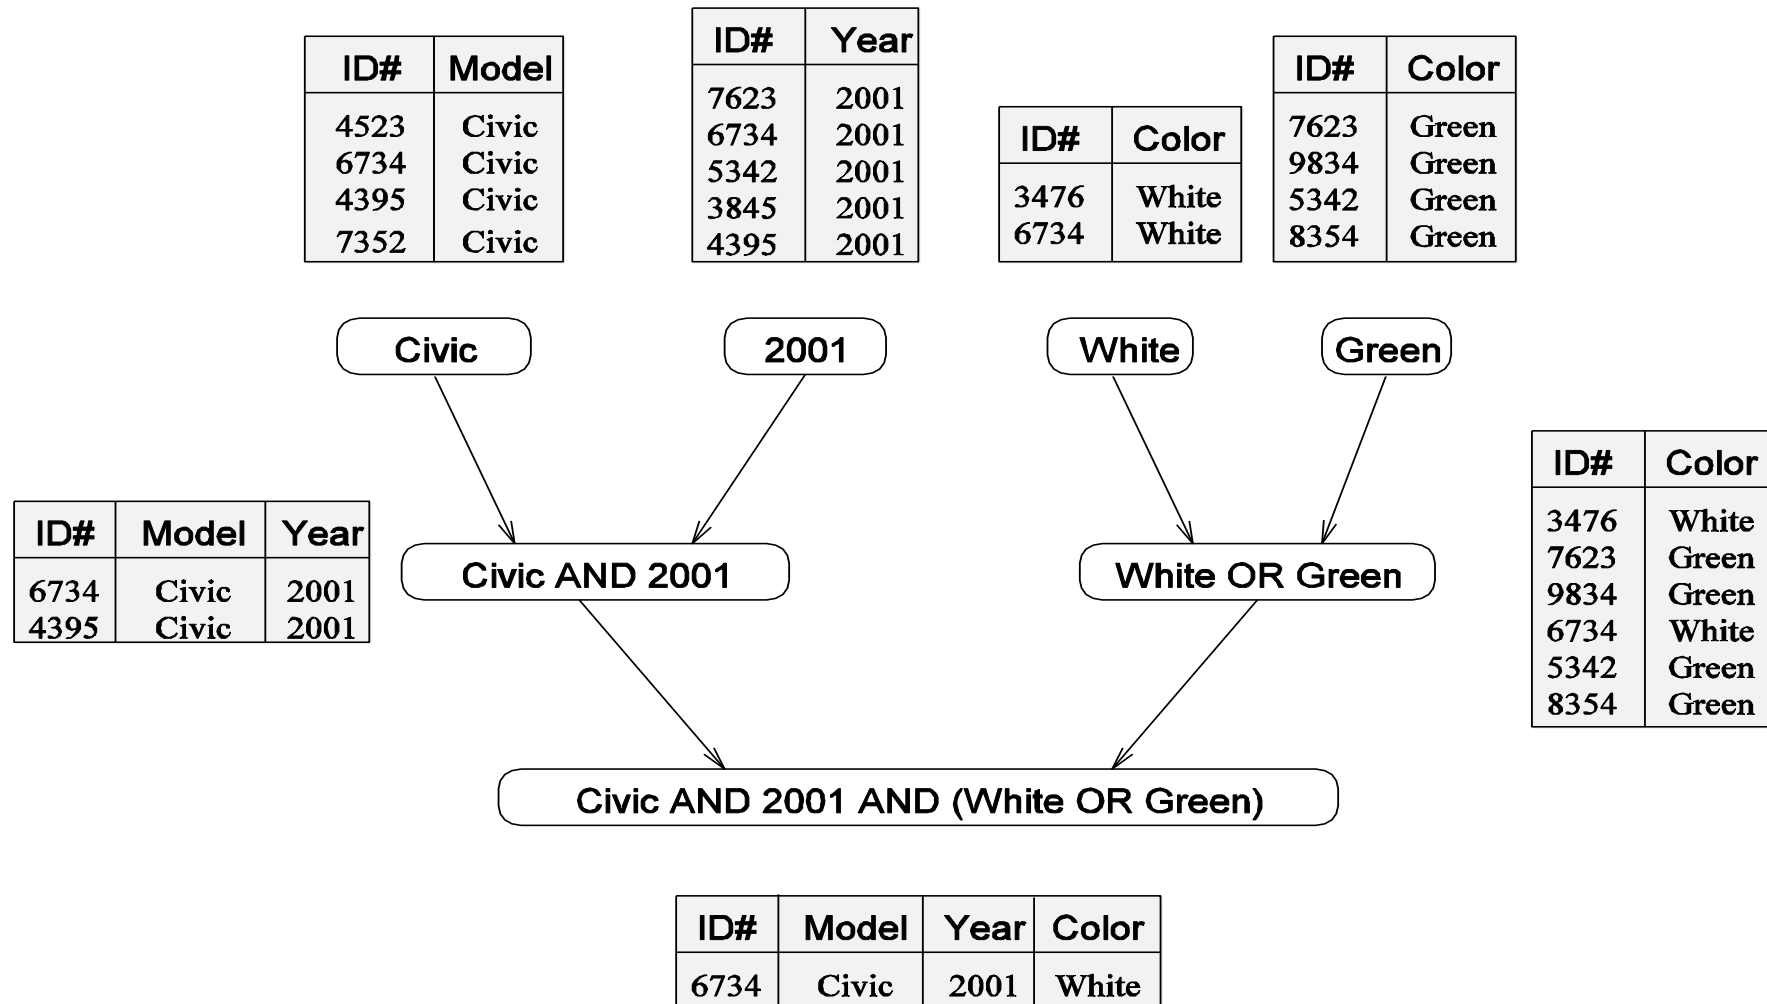 ID# Model
4523 Civic
6734 Civic
4395 Civic
7352 Civic
ID# Year
7623 2001
6734 2001
5342 2001
3845 2001
4395 2001
ID# Color
3476 White
6734 White
ID# Color
7623 Green
9834 Green
5342 Green
8354 Green
Civic
2001
White
Green
ID# Model Year
6734 Civic 2001
4395 Civic 2001
Civic AND 2001
White OR Green
ID# Color
3476 White
7623 Green
9834 Green
6734 White
5342 Green
8354 Green
Civic AND 2001 AND (White OR Green)
ID# Model Year Color
6734 Civic 2001 White